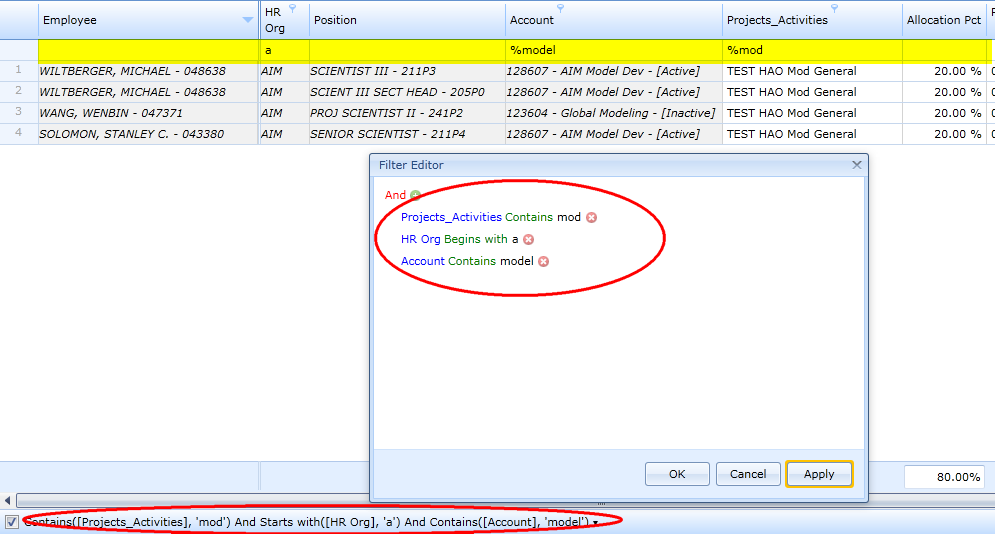 Employee HR Org Position Account Projects_Activities Allocation Pct
a %model %mod
1 WILTBERGER, MICHAEL - 048638 AIM SCIENTIST III - 211P3 128607 - AIM Model Dev - [Active] TEST HAO Mod General 20.00 %
2 WILTBERGER, MICHAEL - 048638 AIM SCIENT III SECT HEAD - 205P0 128607 - AIM Model Dev - [Active] TEST HAO Mod General 20.00 %
3 WANG, WENBIN - 047371 AIM PROJ SCIENTIST II - 241P2 123604 - Global Modeling - [Inactive] TEST HAO Mod General 20.00 %
4 SOLOMON, STANLEY C. - 043380 AIM SENIOR SCIENTIST - 211P4 128607 - AIM Model Dev - [Active] TEST HAO Mod General 20.00 %
Filter Editor
And
Projects_Activities Contains mod
HR Org Begins with a
Account Contains model
OK Cancel Apply
80.00%
Contains([Projects_Activities], 'mod') And Starts with([HR Org], 'a') And Contains([Account], 'model')